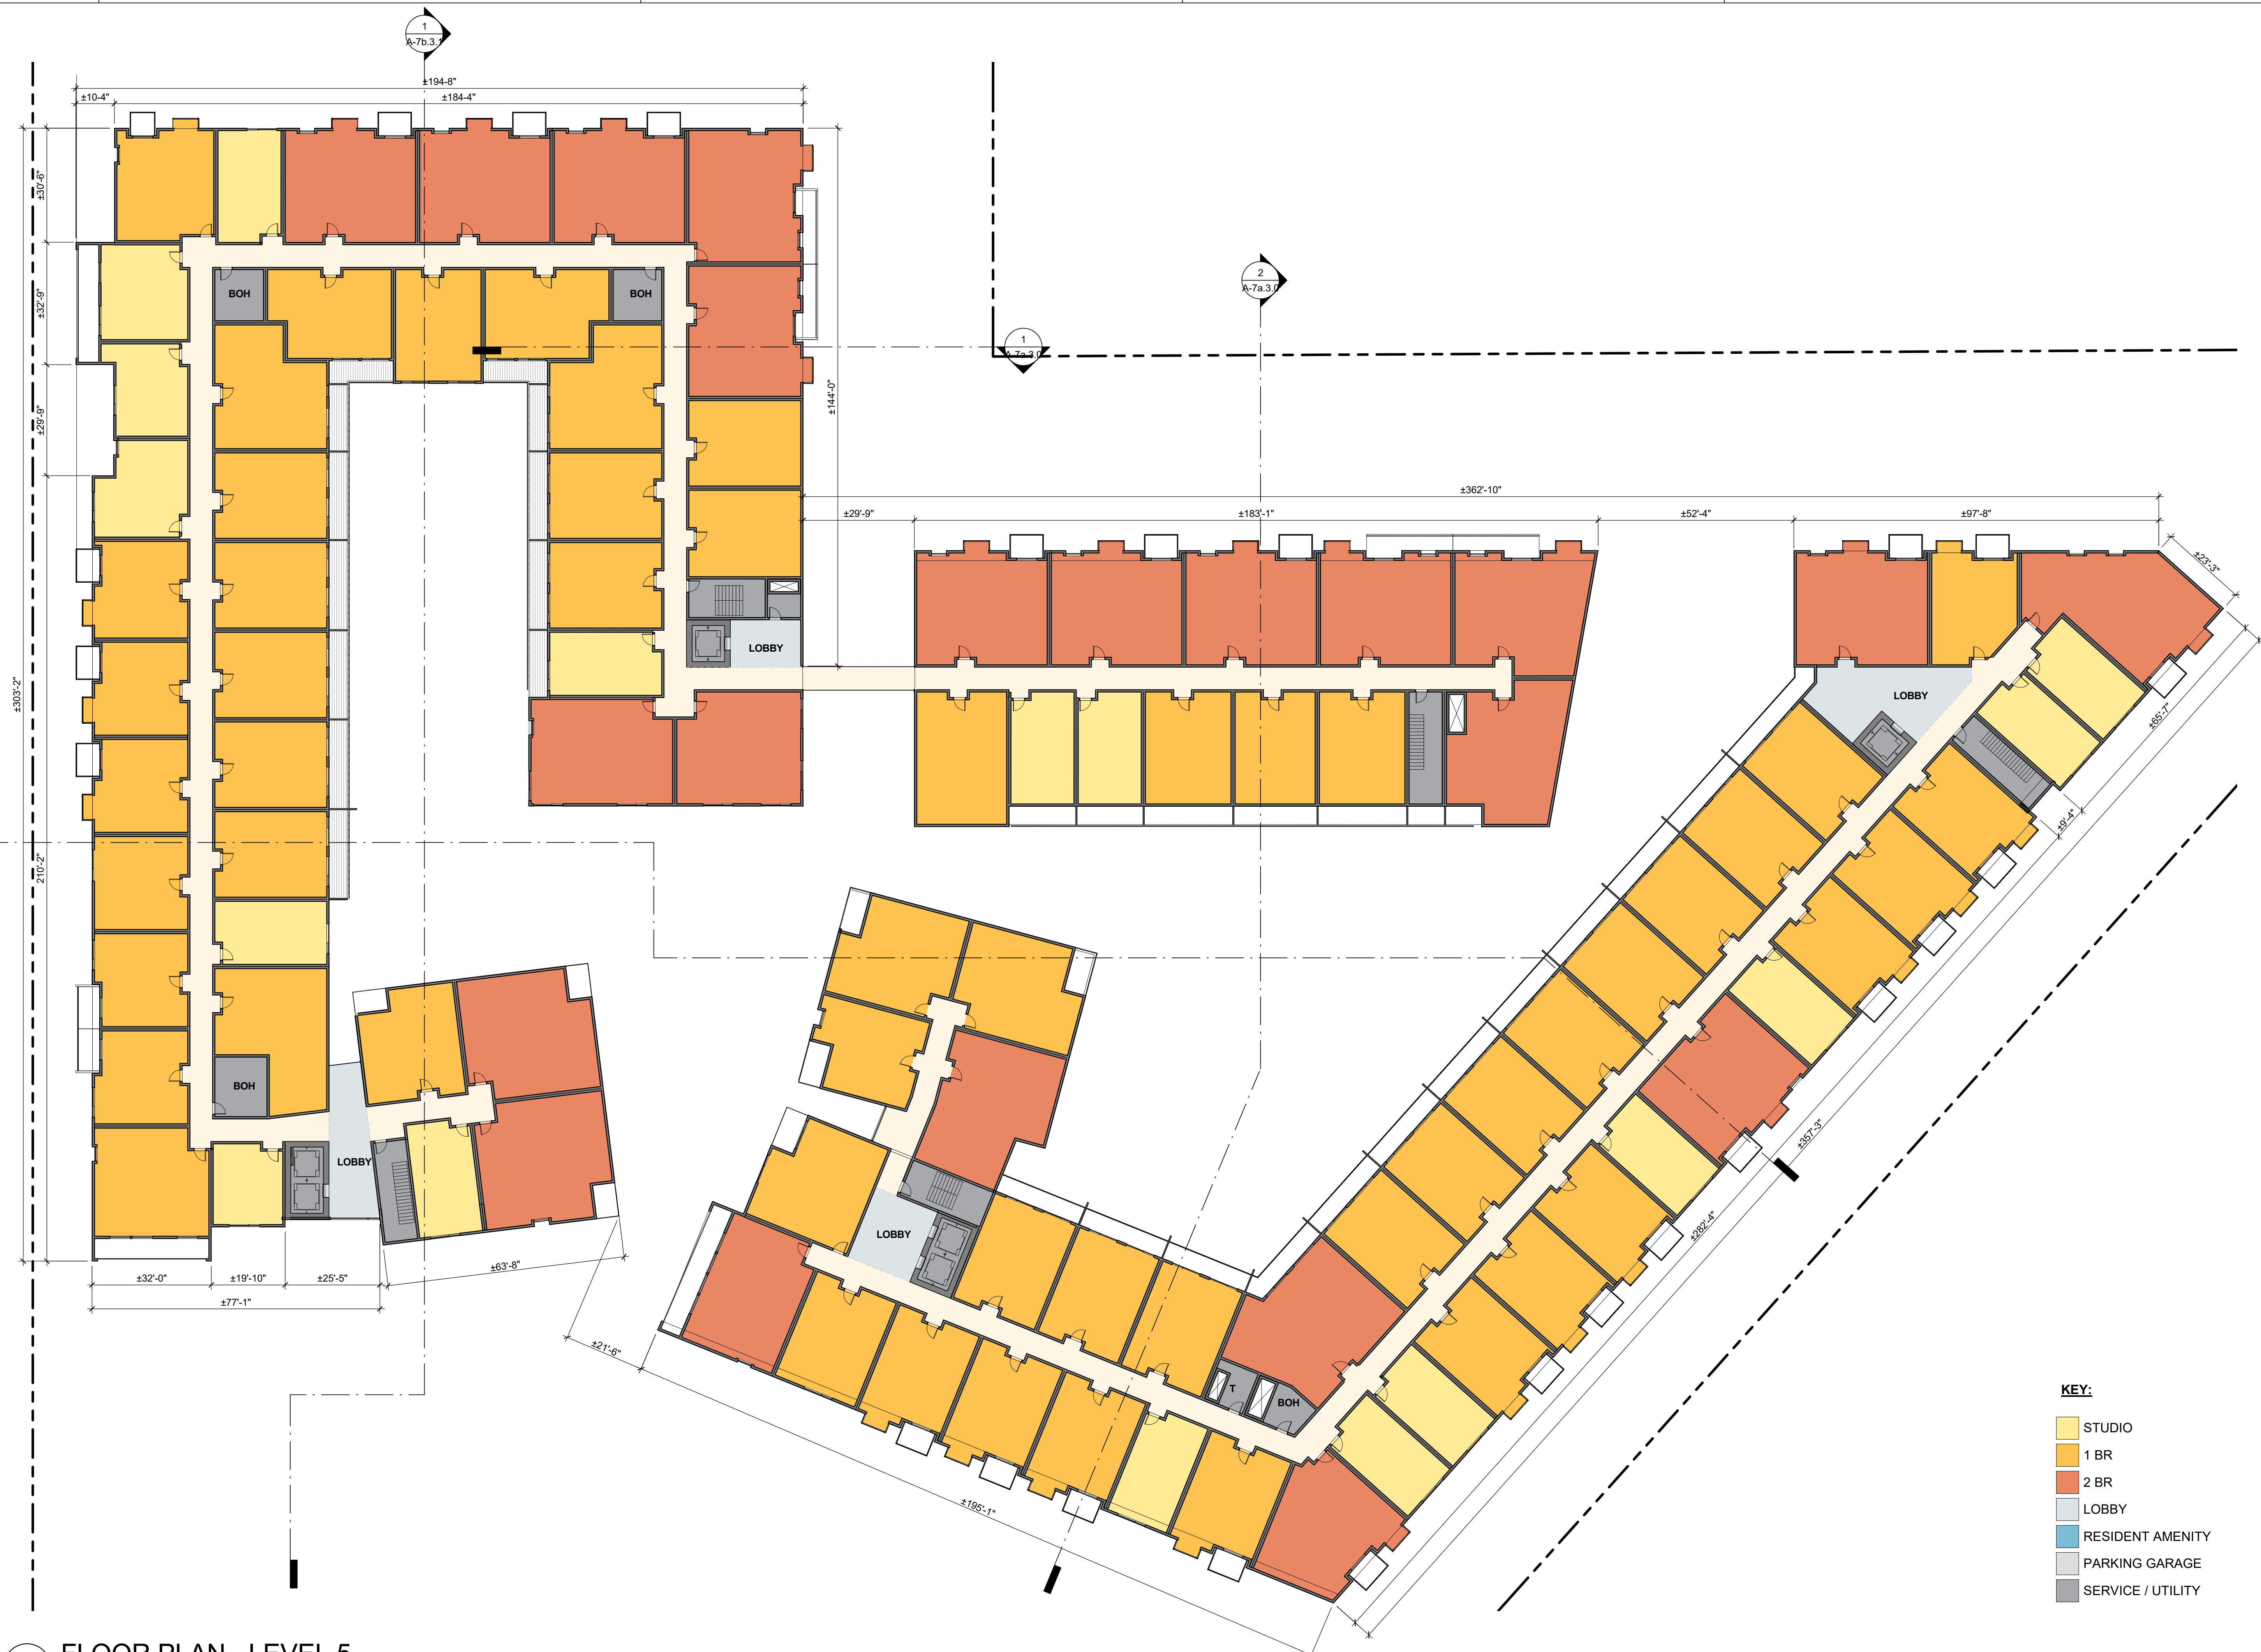 1
A-7b.3.1
±194-8"
±10-4"
±184-4"
±30'-6"
±32'-9"
±29'-9"
±303'-2"
210'-2"
±144'-0"
BOH
BOH
2
A-7a.3.0
1
A-7a.3.0
±362'-10"
±29'-9"
±183'-1"
±52'-4"
±97'-8"
±23'-3"
LOBBY
LOBBY
±65'-7"
±9'-4"
BOH
LOBBY
±357'-3"
±282'-4"
LOBBY
±63'-8"
±32'-0"
±19'-10"
±25'-5"
±77'-1"
±21'-6"
T
BOH
±195'-1"
KEY:
STUDIO
1 BR
2 BR
LOBBY
RESIDENT AMENITY
PARKING GARAGE
SERVICE / UTILITY
FLOOR PLAN - LEVEL 5